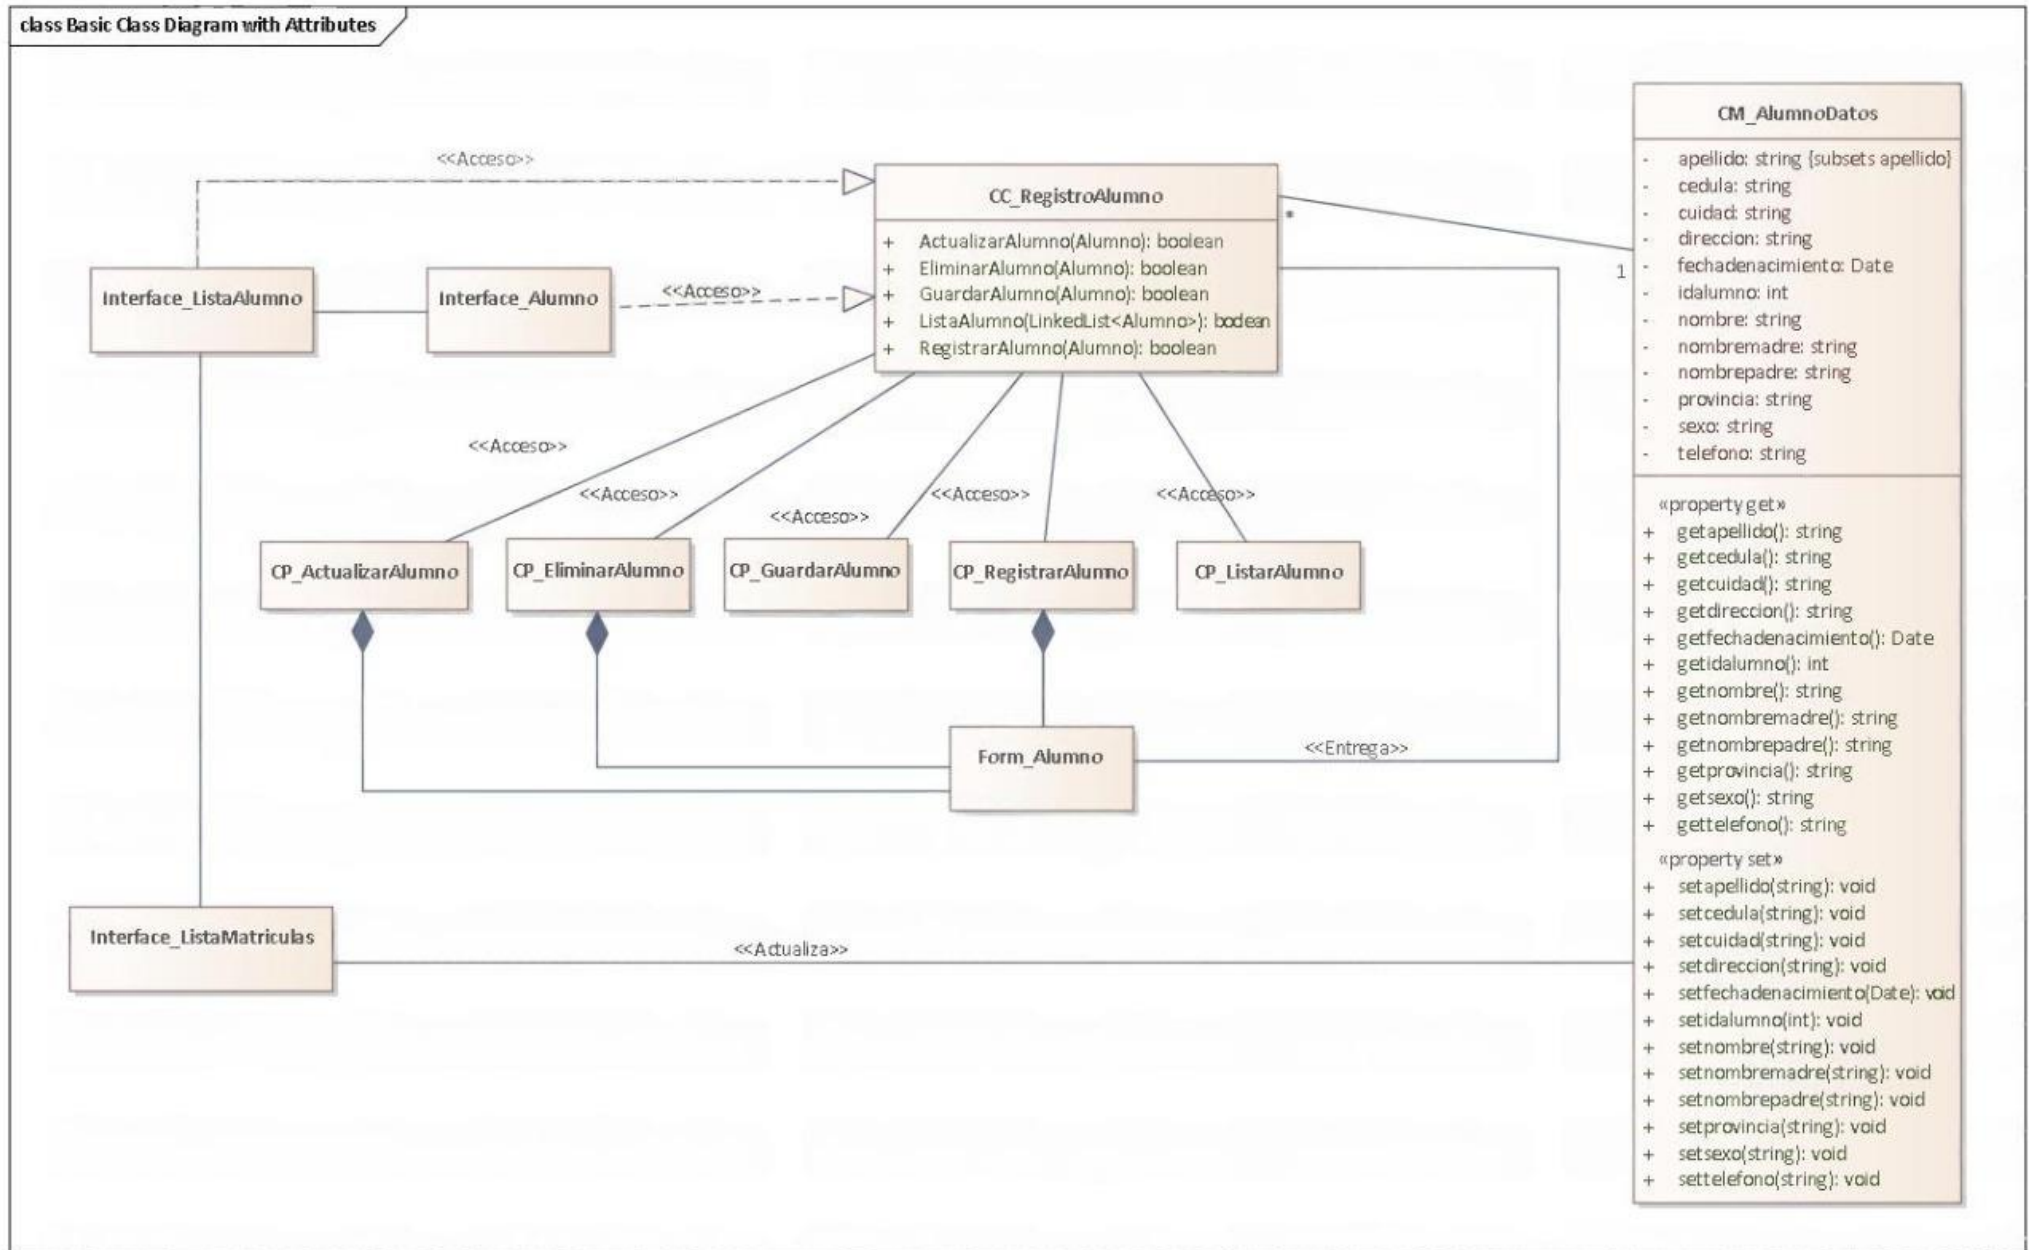 class Basic Class Diagram with Attributes
<<Acceso>>
Interface_ListaAlumno
Interface_Alumno
<<Acceso>>
CC_RegistroAlumno
+ ActualizarAlumno(Alumno): boolean
+ EliminarAlumno(Alumno): boolean
+ GuardarAlumno(Alumno): boolean
+ ListaAlumno(LinkedList<Alumno>): boolean
+ RegistrarAlumno(Alumno): boolean
*
1
CM_AlumnoDatos
- apellido: string {subsets apellido}
- cedula: string
- cuidad: string
- direccion: string
- fechadenacimiento: Date
- idalumno: int
- nombre: string
- nombremadre: string
- nombrepadre: string
- provincia: string
- sexo: string
- telefono: string
«property get»
+ getapellido(): string
+ getcedula(): string
+ getcuidad(): string
+ getdireccion(): string
+ getfechadenacimiento(): Date
+ getidalumno(): int
+ getnombre(): string
+ getnombremadre(): string
+ getnombrepadre(): string
+ getprovincia(): string
+ getsexo(): string
+ gettelefono(): string
«property set»
+ setapellido(string): void
+ setcedula(string): void
+ setcuidad(string): void
+ setdireccion(string): void
+ setfechadenacimiento(Date): void
+ setidalumno(int): void
+ setnombre(string): void
+ setnombremadre(string): void
+ setnombrepadre(string): void
+ setprovincia(string): void
+ setsexo(string): void
+ settelefono(string): void
<<Acceso>>
<<Acceso>>
<<Acceso>>
<<Acceso>>
<<Acceso>>
CP_ActualizarAlumno
CP_EliminarAlumno
CP_GuardarAlumno
CP_RegistrarAlumno
CP_ListarAlumno
Form_Alumno
<<Entrega>>
Interface_ListaMatriculas
<<Actualiza>>